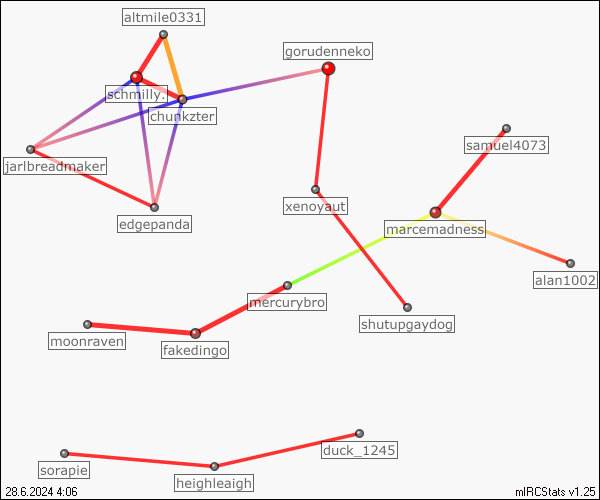 altmile0331
gorudenneko
schmilly.
chunkzter
samuel4073
jarlbreadmaker
xenoyaut
edgepanda
marcemadness
alan1002
mercurybro
shutupgaydog
moonraven
fakedingo
duck_1245
sorapie
heighleaigh
28.6.2024 4:06
mIRCStats v1.25